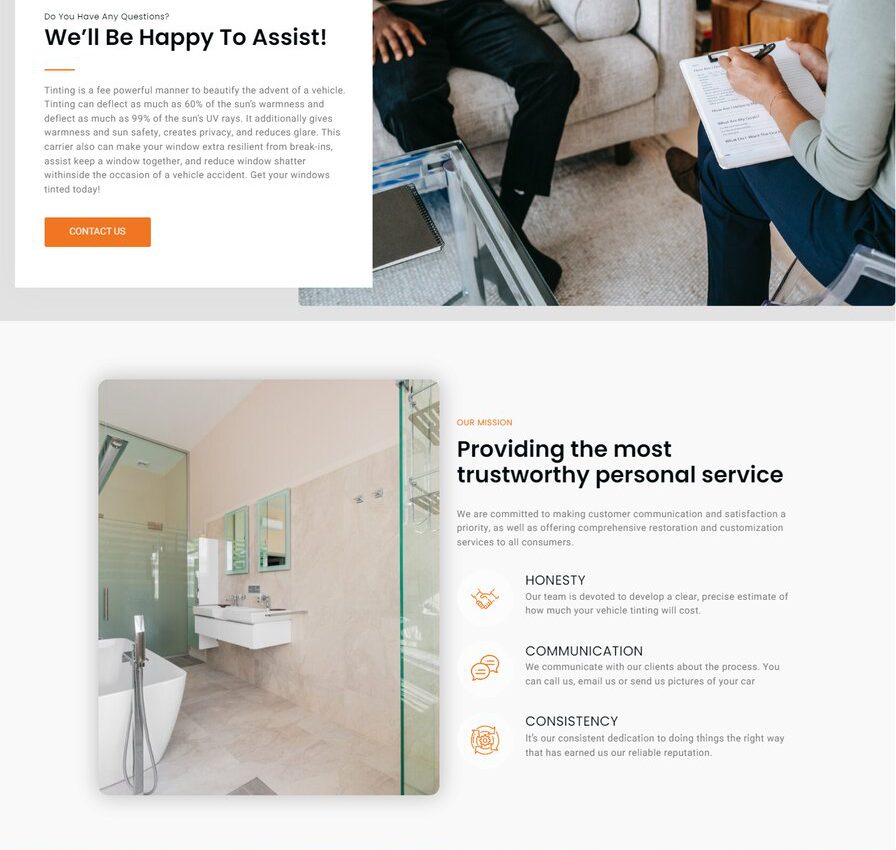 Do You Have Any Questions?
We’ll Be Happy To Assist!
Tinting is a fee powerful manner to beautify the advent of a vehicle.
Tinting can deflect as much as 60% of the sun’s warmness and
deflect as much as 99% of the sun’s UV rays. It additionally gives
warmness and sun safety, creates privacy, and reduces glare. This
carrier also can make your window extra resilient from break-ins,
assist keep a window together, and reduce window shatter
withinside the occasion of a vehicle accident. Get your windows
tinted today!
CONTACT US
What Are My Goals?
OUR MISSION
Providing the most
trustworthy personal service
We are committed to making customer communication and satisfaction a
priority, as well as offering comprehensive restoration and customization
services to all consumers.
HONESTY
Our team is devoted to develop a clear, precise estimate of
how much your vehicle tinting will cost.
COMMUNICATION
We communicate with our clients about the process. You
can call us, email us or send us pictures of your car
CONSISTENCY
It’s our consistent dedication to doing things the right way
that has earned us our reliable reputation.